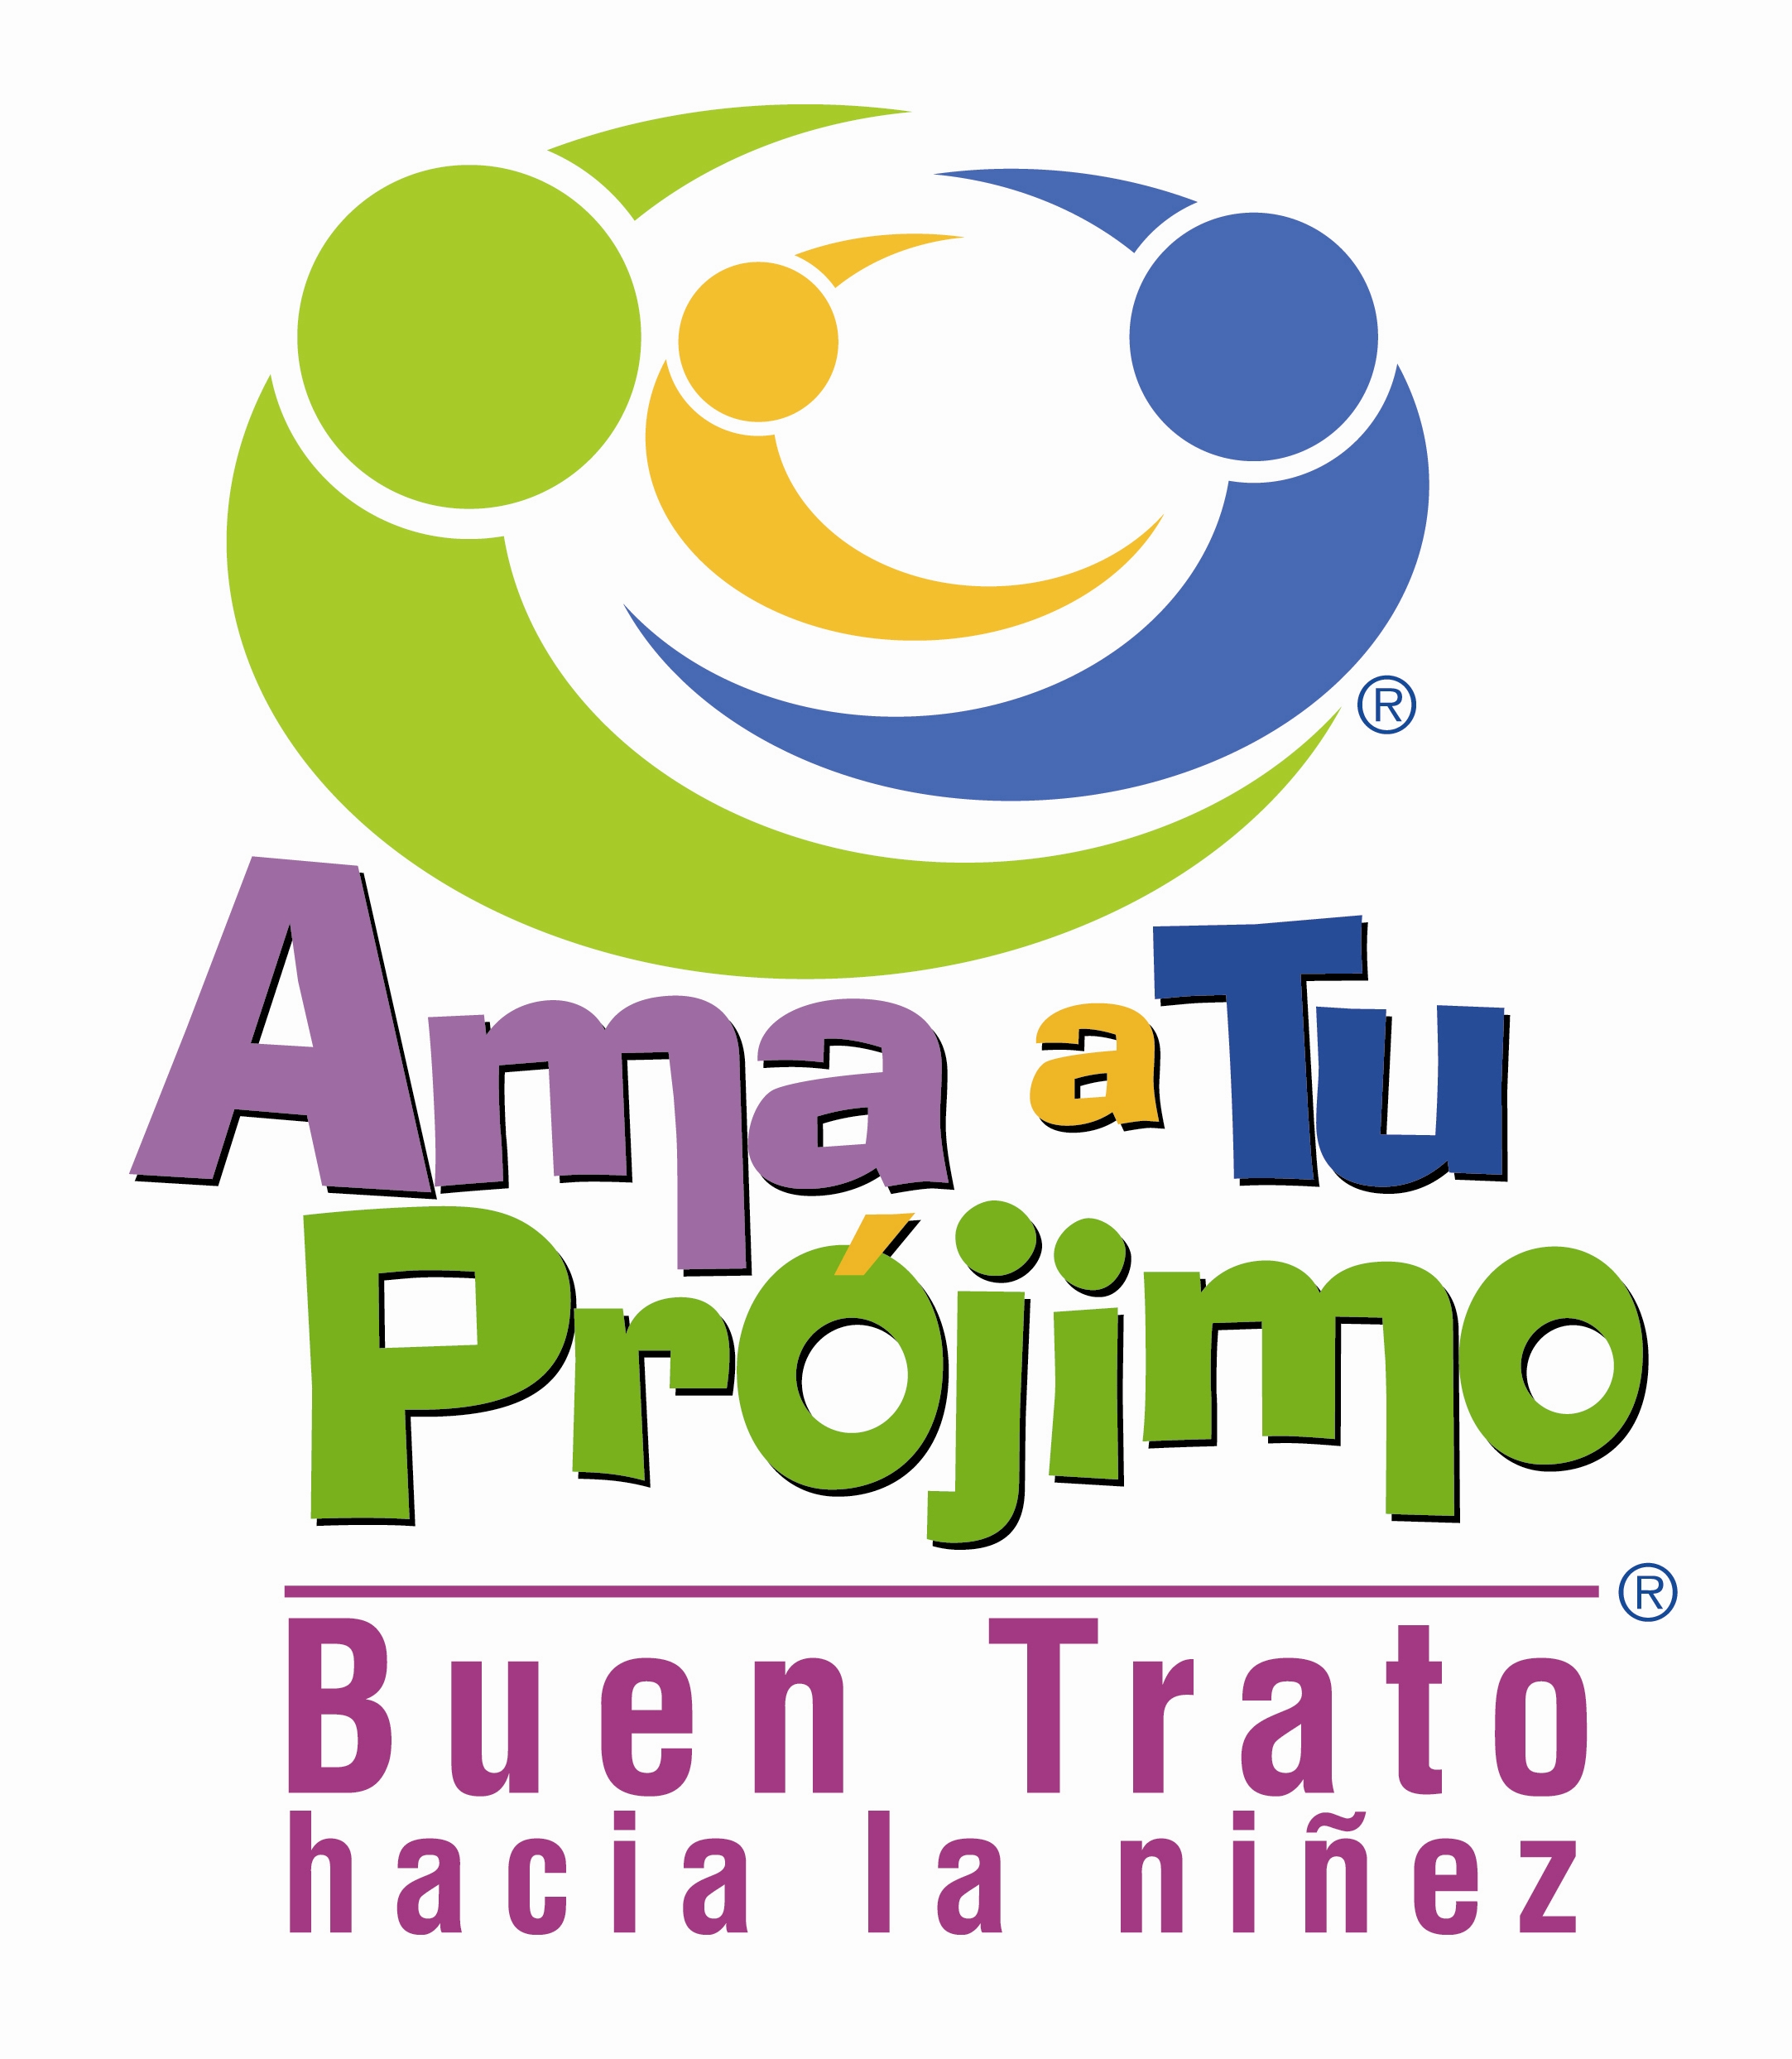 ®
Ama a Tu
Prójimo
®
Buen Trato
hacia la niñez